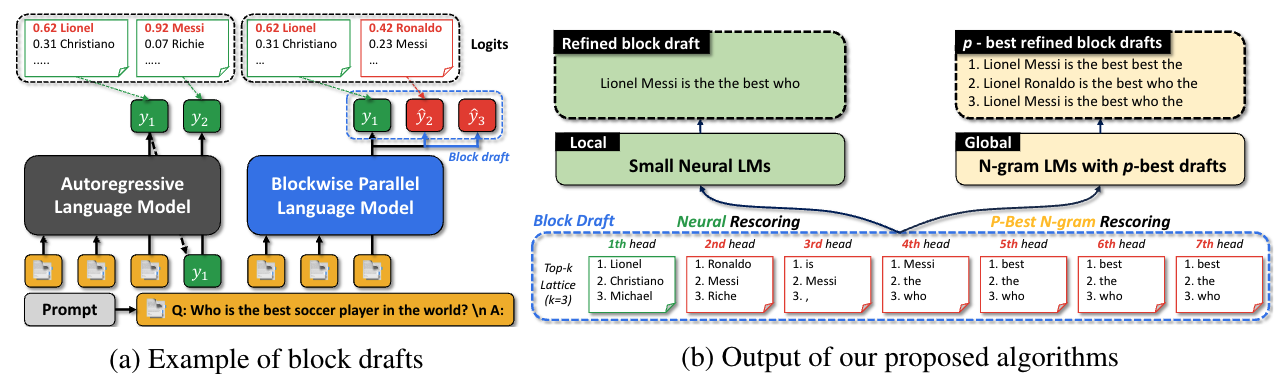 0.62 Lionel
0.31 Christiano
.....
0.92 Messi
0.07 Richie
.....
0.62 Lionel
0.31 Christiano
...
0.42 Ronaldo
0.23 Messi
...
Logits
y1
y2
y1
ŷ2
ŷ3
Block draft
Autoregressive
Language Model
Blockwise Parallel
Language Model
y1
Prompt
Q: Who is the best soccer player in the world? \n A:
(a) Example of block drafts
Refined block draft
Lionel Messi is the the best who
p - best refined block drafts
1. Lionel Messi is the best best the
2. Lionel Ronaldo is the best who the
3. Lionel Messi is the best who the
Local
Small Neural LMs
Global
N-gram LMs with p-best drafts
Block Draft
Neural Rescoring
P-Best N-gram Rescoring
Top-k
Lattice
(k=3)
1th head
1. Lionel
2. Christiano
3. Michael
2nd head
1. Ronaldo
2. Messi
3. Riche
3rd head
1. is
2. Messi
3. ,
4th head
1. Messi
2. the
3. who
5th head
1. best
2. the
3. who
6th head
1. best
2. the
3. who
7th head
1. best
2. the
3. who
(b) Output of our proposed algorithms